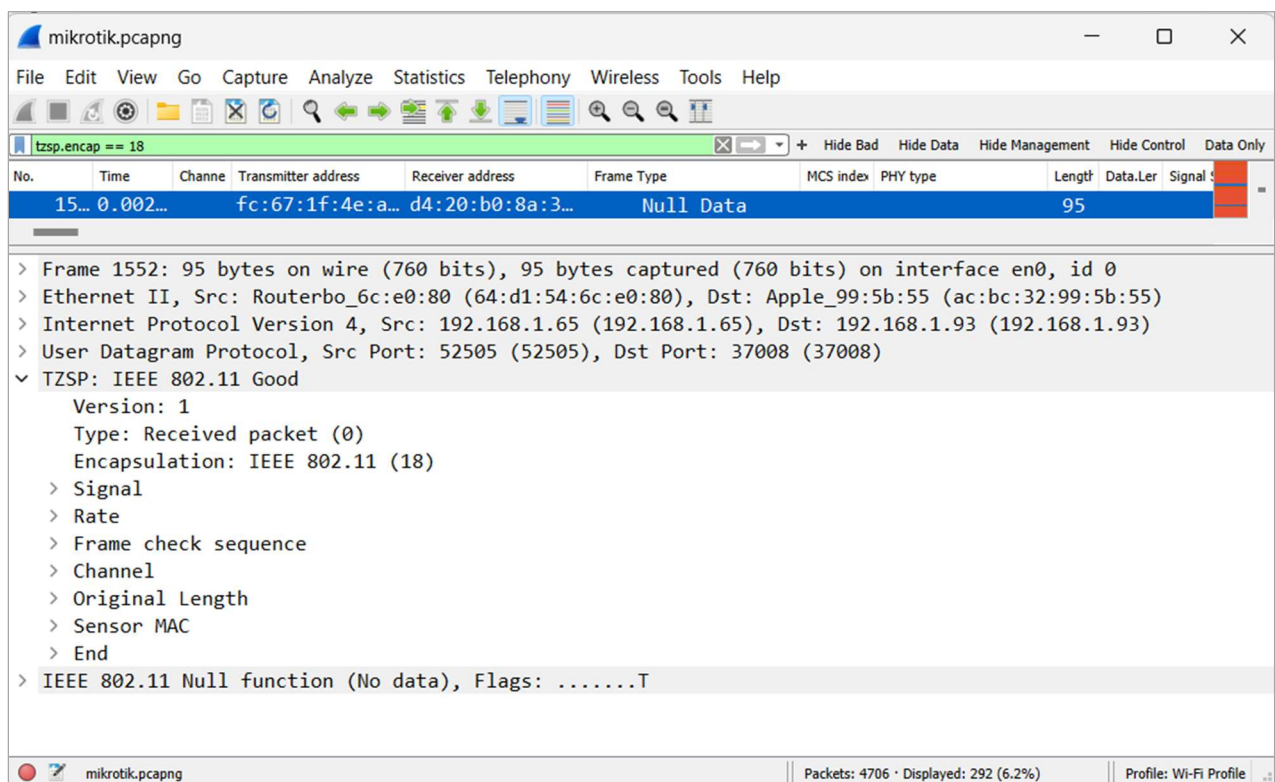 mikrotik.pcapng
File Edit View Go Capture Analyze Statistics Telephony Wireless Tools Help
tzsp.encap == 18 + Hide Bad Hide Data Hide Management Hide Control Data Only
No. Time Channe Transmitter address Receiver address Frame Type MCS index PHY type Length Data.Ler Signal
15… 0.002… fc:67:1f:4e:a… d4:20:b0:8a:3… Null Data 95
> Frame 1552: 95 bytes on wire (760 bits), 95 bytes captured (760 bits) on interface en0, id 0
> Ethernet II, Src: Routerbo_6c:e0:80 (64:d1:54:6c:e0:80), Dst: Apple_99:5b:55 (ac:bc:32:99:5b:55)
> Internet Protocol Version 4, Src: 192.168.1.65 (192.168.1.65), Dst: 192.168.1.93 (192.168.1.93)
> User Datagram Protocol, Src Port: 52505 (52505), Dst Port: 37008 (37008)
TZSP: IEEE 802.11 Good
Version: 1
Type: Received packet (0)
Encapsulation: IEEE 802.11 (18)
> Signal
> Rate
> Frame check sequence
> Channel
> Original Length
> Sensor MAC
> End
> IEEE 802.11 Null function (No data), Flags: .......T
mikrotik.pcapng Packets: 4706 · Displayed: 292 (6.2%) Profile: Wi-Fi Profile